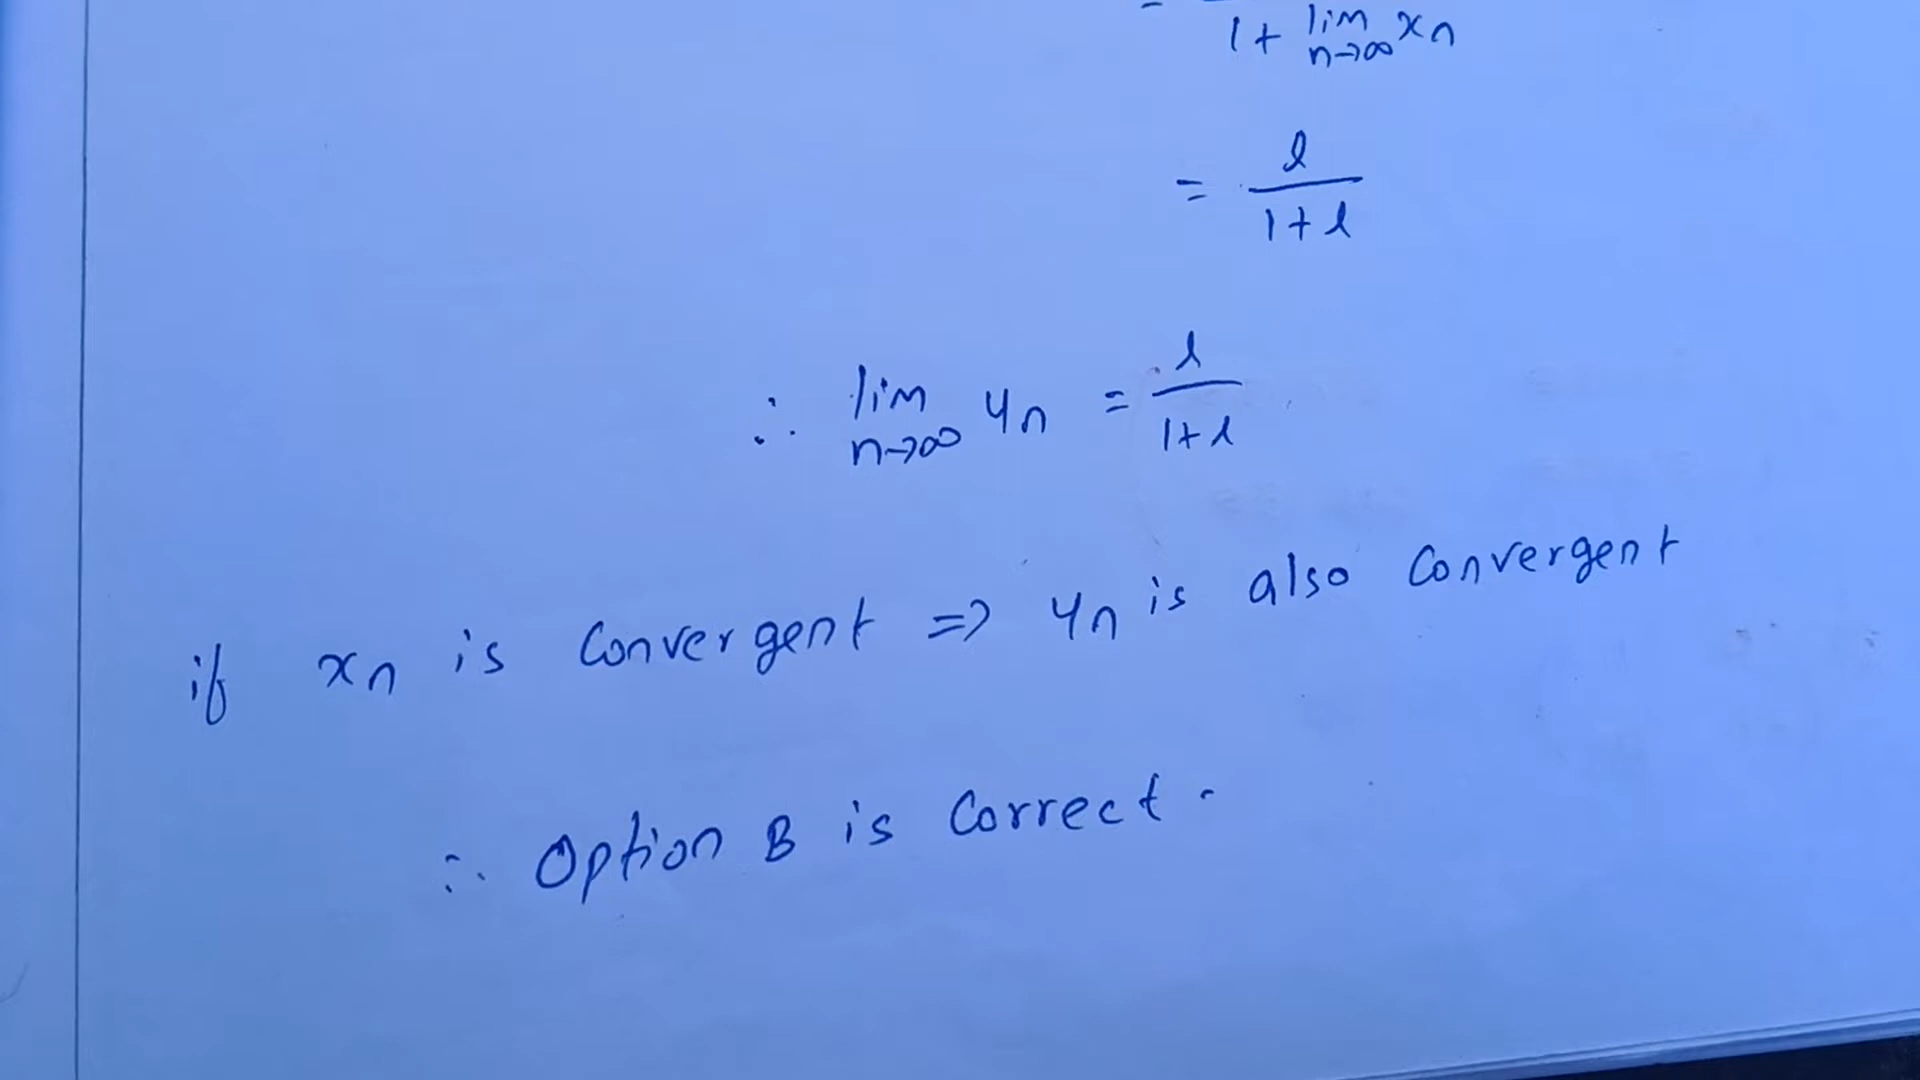 = 1 + lim n→∞ xn
= l / 1 + l
∴ lim n→∞ yn = l / 1 + l
if xn is convergent ⇒ yn is also convergent
∴ Option B is correct.